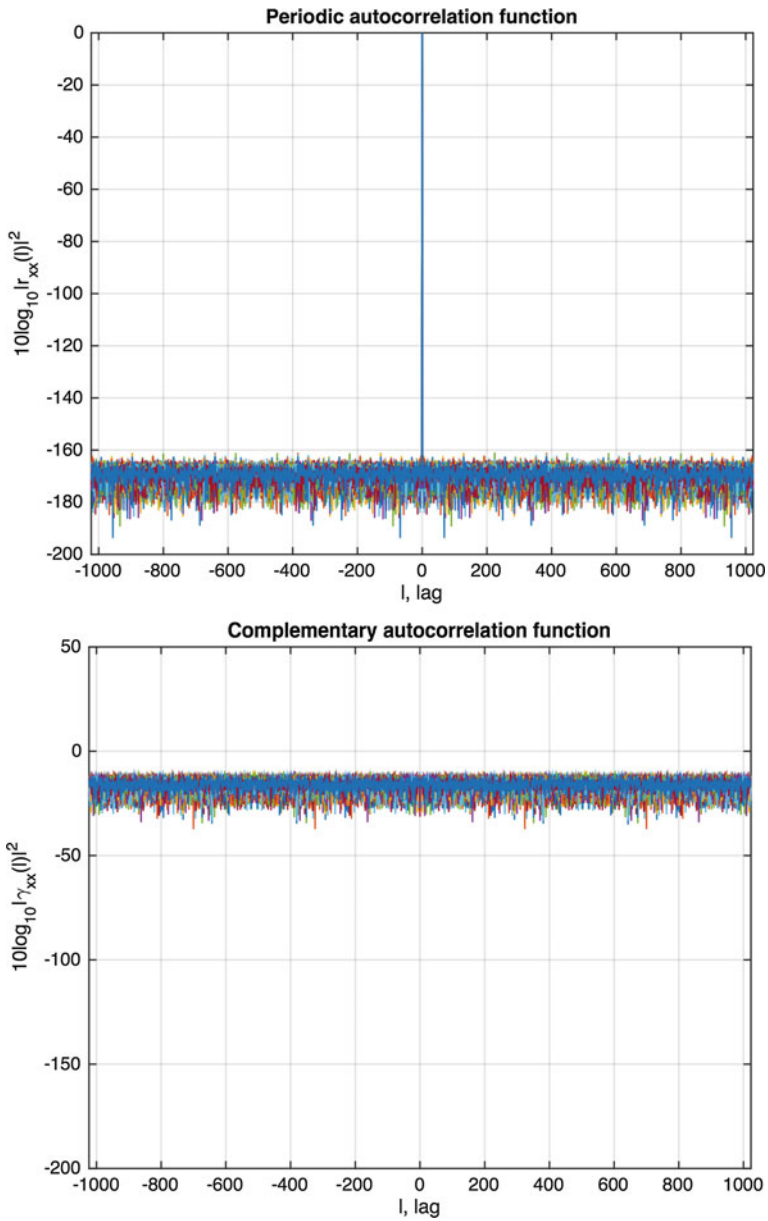 Periodic autocorrelation function
0
-20
-40
-60
-80
-100
-120
-140
-160
-180
-200
10log10|rxx(l)|2
-1000 -800 -600 -400 -200 0 200 400 600 800 1000
l, lag
Complementary autocorrelation function
50
0
-50
-100
-150
-200
10log10|γxx(l)|2
-1000 -800 -600 -400 -200 0 200 400 600 800 1000
l, lag